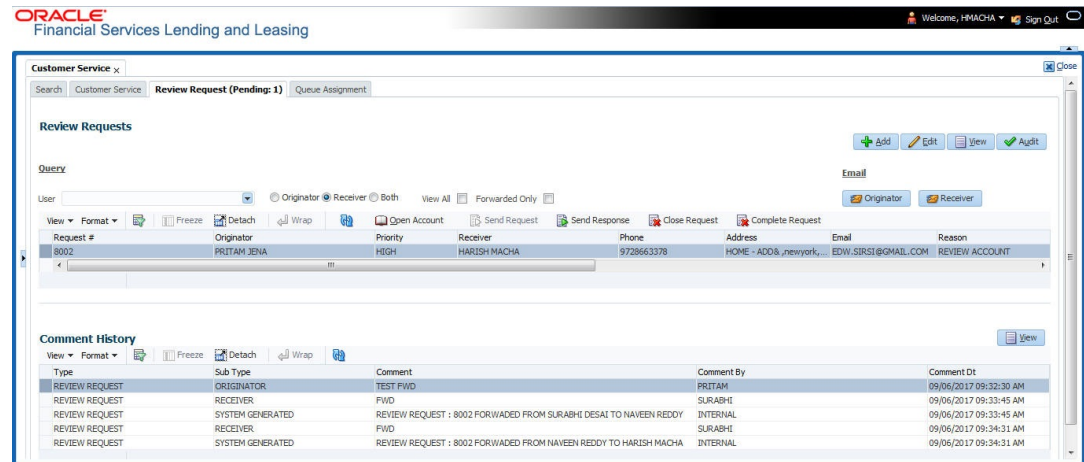 ORACLE
Financial Services Lending and Leasing
Welcome, HMACHA Sign Out
Customer Service x
Close
Search Customer Service Review Request (Pending: 1) Queue Assignment
Review Requests
Add Edit View Audit
Query
Email
User Originator Receiver Both View All Forwarded Only
Originator Receiver
View Format Freeze Detach Wrap Open Account Send Request Send Response Close Request Complete Request
Request # Originator Priority Receiver Phone Address Email Reason
8002 PRITAM JENA HIGH HARISH MACHA 9728663378 HOME - ADD& ,newyork,... EDW.SIRSI@GMAIL.COM REVIEW ACCOUNT
Comment History
View
View Format Freeze Detach Wrap
Type Sub Type Comment Comment By Comment Dt
REVIEW REQUEST ORIGINATOR TEST FWD PRITAM 09/06/2017 09:32:30 AM
REVIEW REQUEST RECEIVER FWD SURABHI 09/06/2017 09:33:45 AM
REVIEW REQUEST SYSTEM GENERATED REVIEW REQUEST : 8002 FORWADED FROM SURABHI DESAI TO NAVEEN REDDY INTERNAL 09/06/2017 09:33:45 AM
REVIEW REQUEST RECEIVER FWD SURABHI 09/06/2017 09:34:31 AM
REVIEW REQUEST SYSTEM GENERATED REVIEW REQUEST : 8002 FORWADED FROM NAVEEN REDDY TO HARISH MACHA INTERNAL 09/06/2017 09:34:31 AM